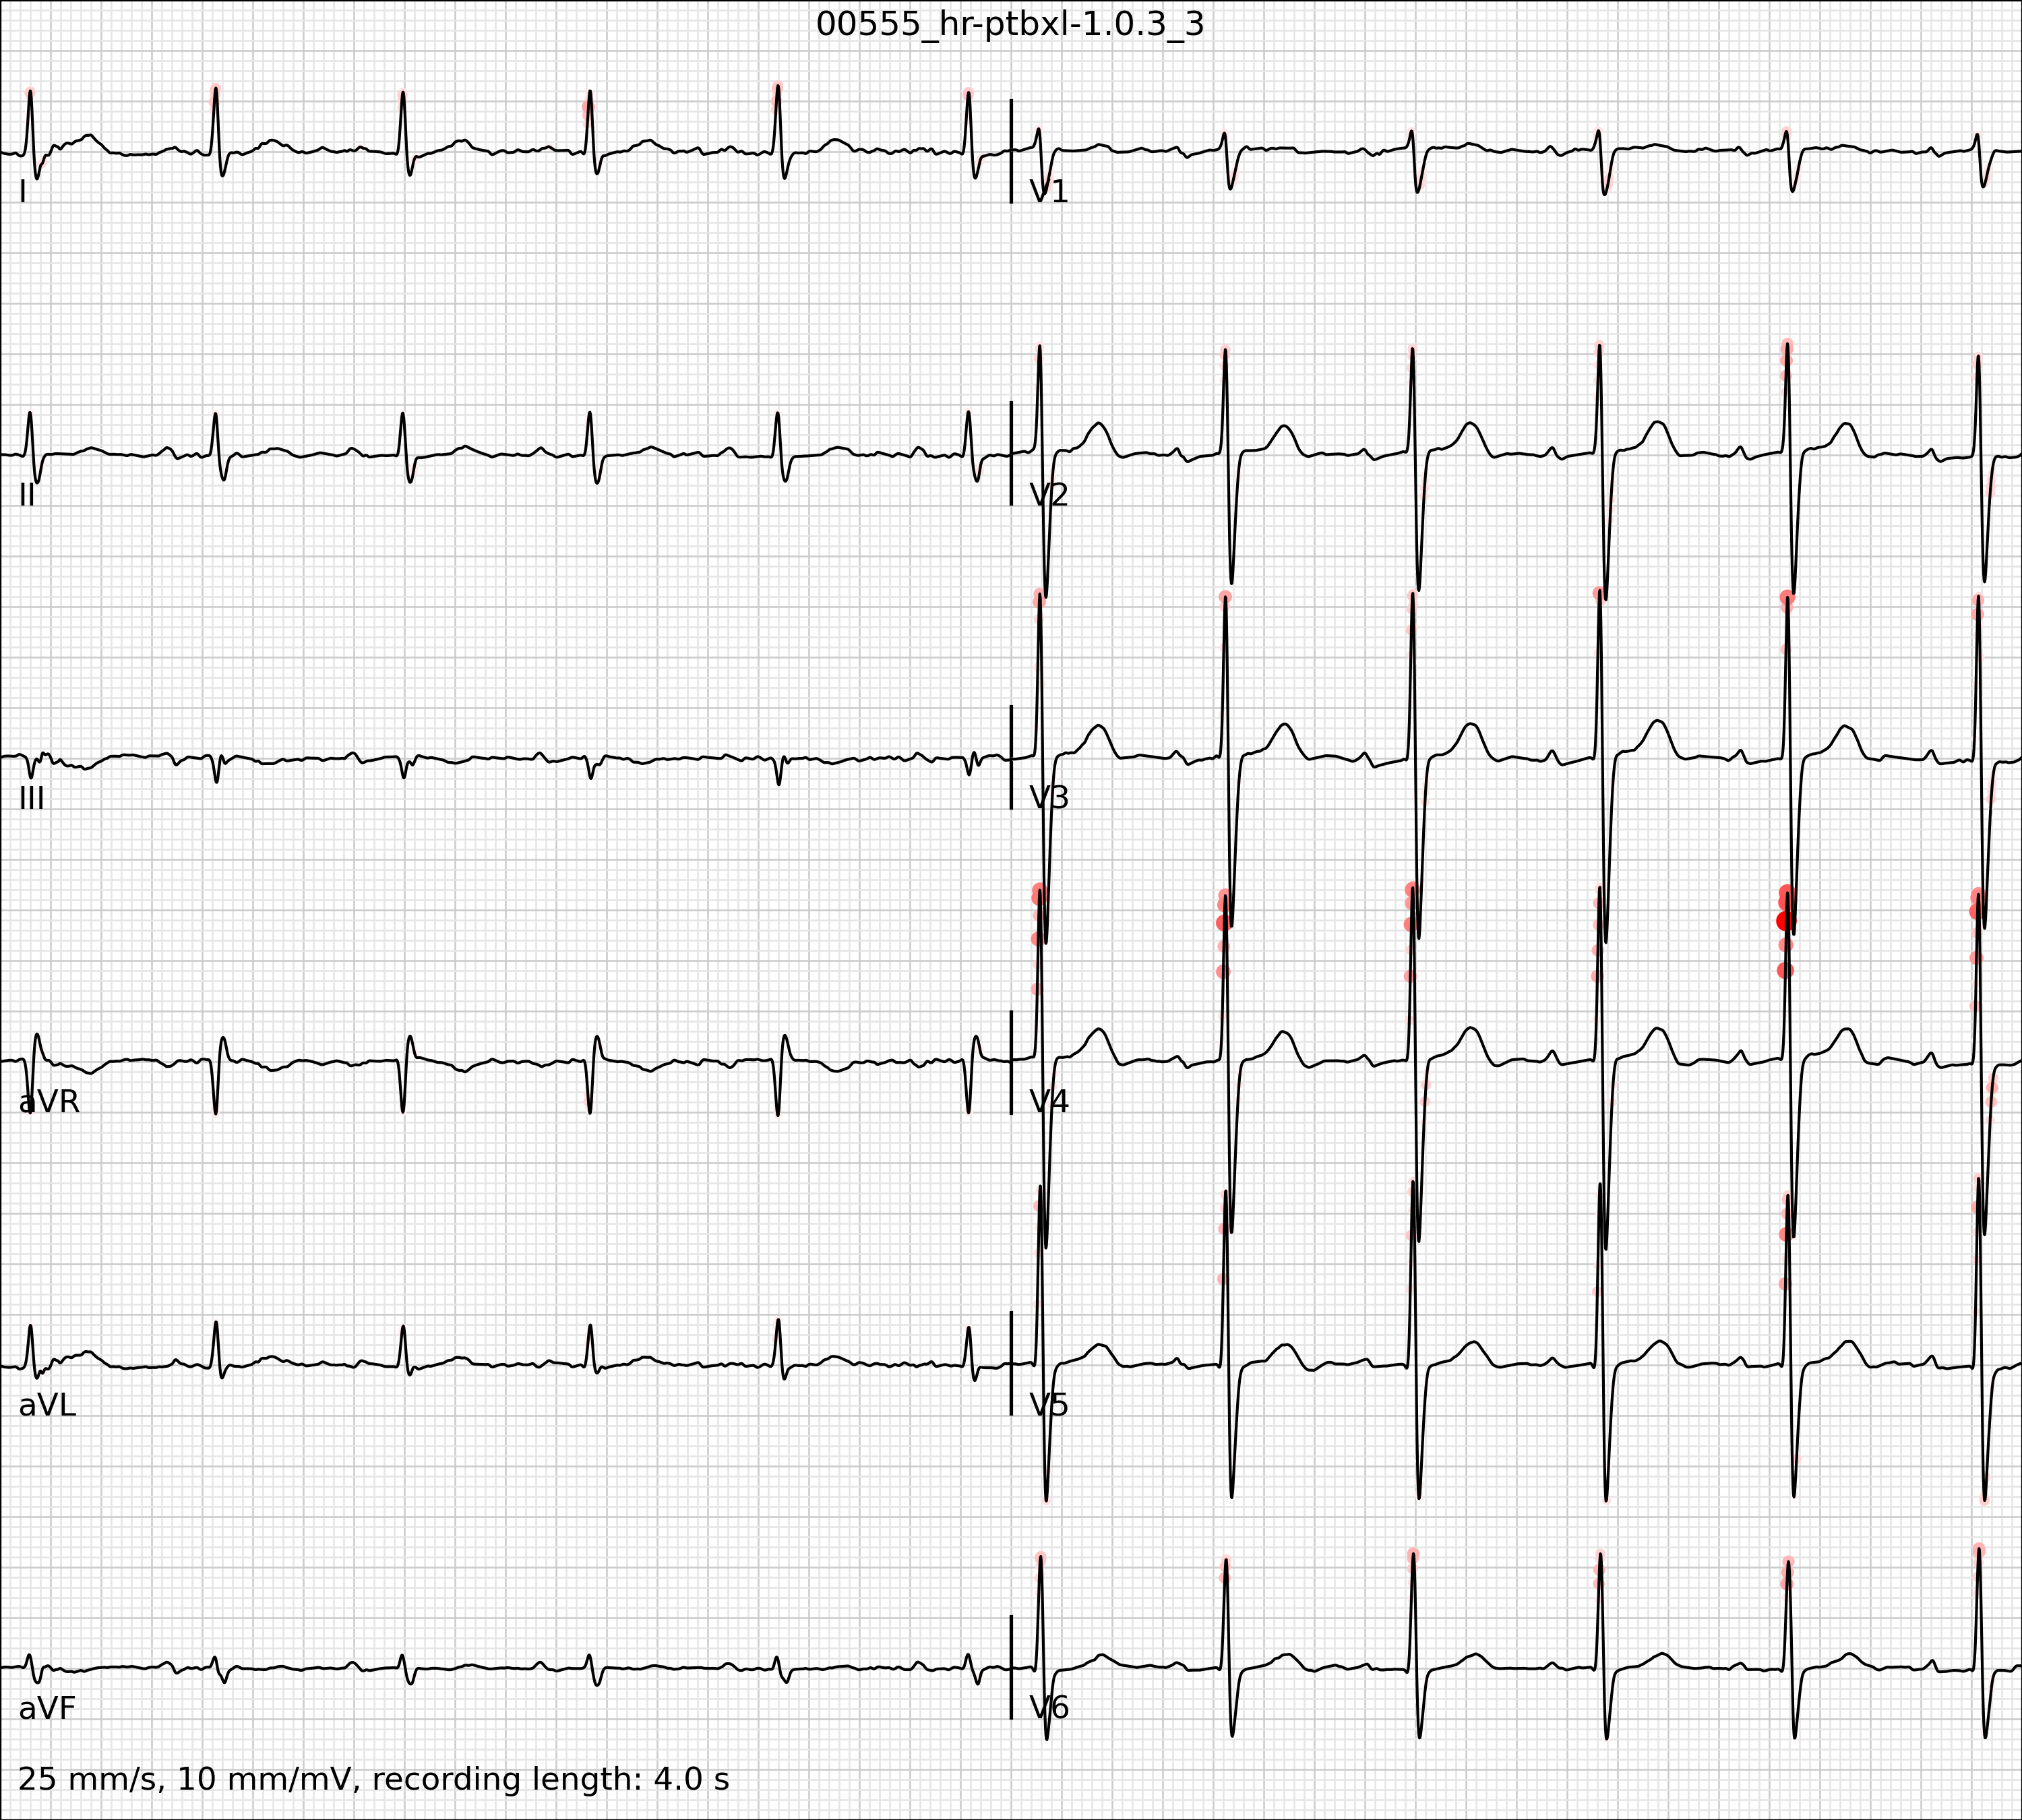 00555_hr-ptbxl-1.0.3_3
I
V1
II
V2
III
V3
aVR
V4
aVL
V5
aVF
V6
25 mm/s, 10 mm/mV, recording length: 4.0 s